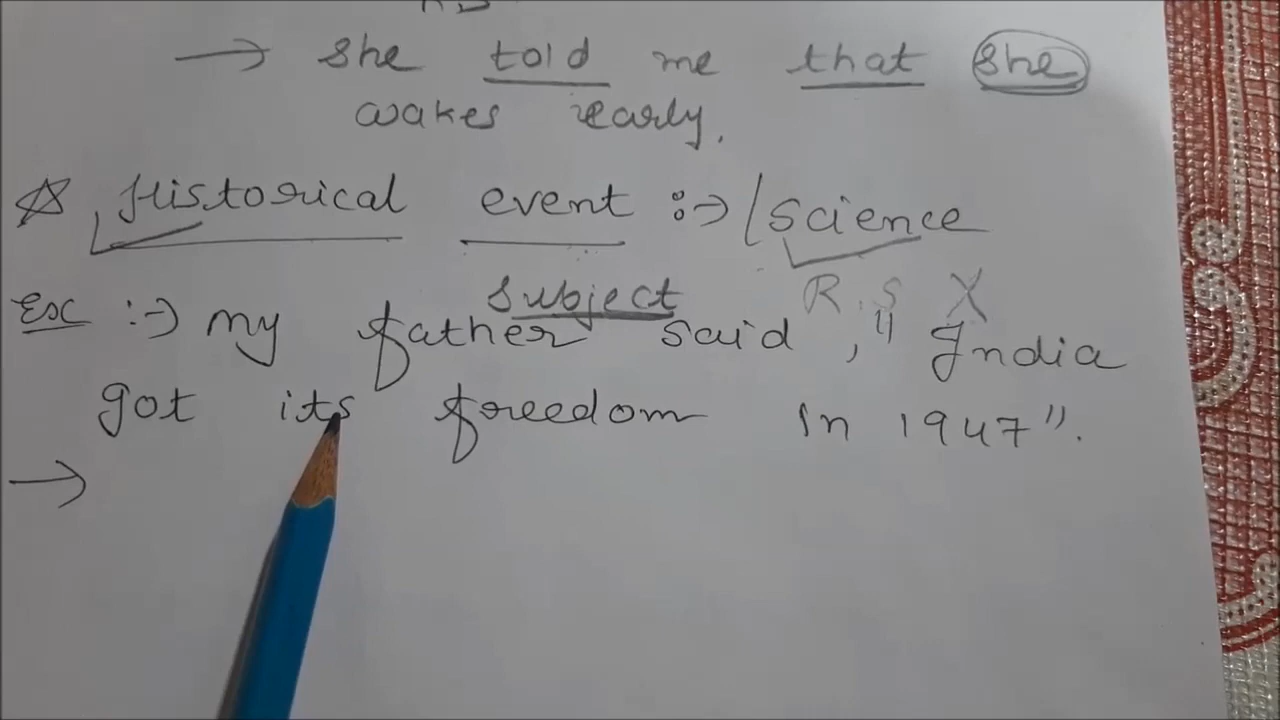 → She told me that she
wakes early.
☆ Historical event :→ / Science
Subject R.S X
Ex :→ My father said, "India
got its freedom in 1947".
→